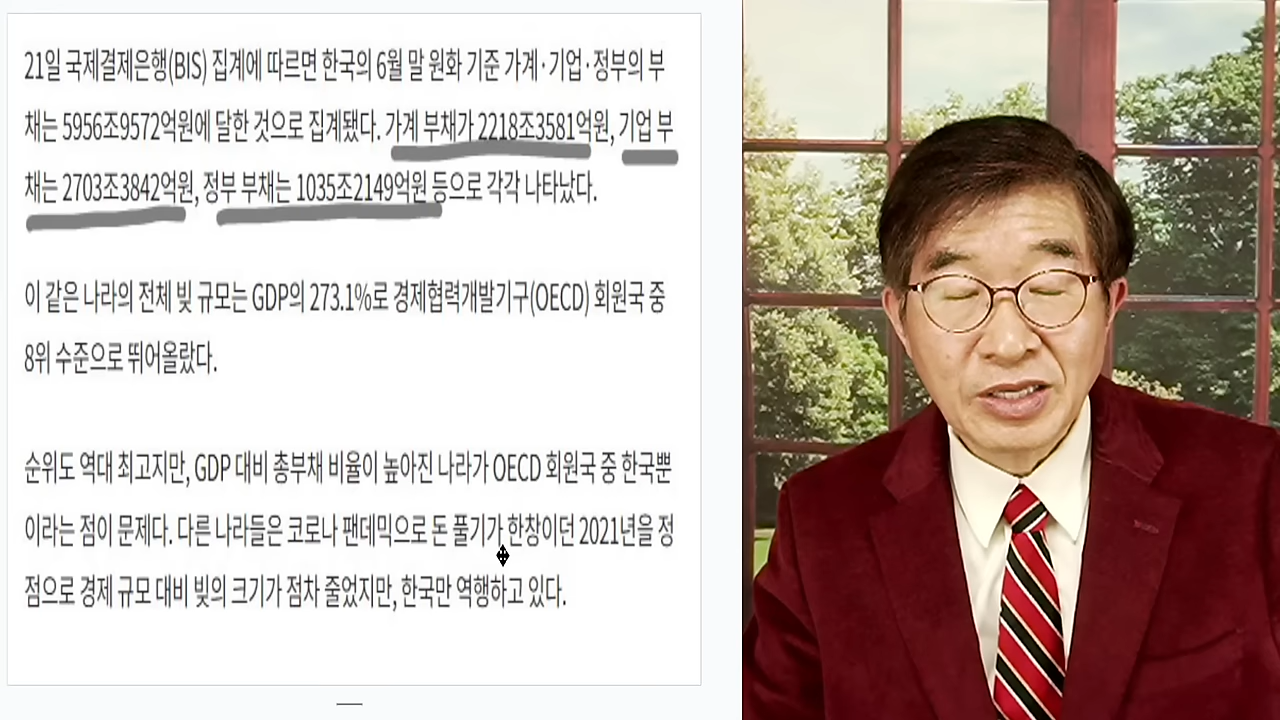 21일 국제결제은행(BIS) 집계에 따르면 한국의 6월 말 원화 기준 가계·기업·정부의 부
채는 5956조9572억원에 달한 것으로 집계됐다. 가계 부채가 2218조3581억원, 기업 부
채는 2703조3842억원, 정부 부채는 1035조2149억원 등으로 각각 나타났다.
이 같은 나라의 전체 빚 규모는 GDP의 273.1%로 경제협력개발기구(OECD) 회원국 중
8위 수준으로 뛰어올랐다.
순위도 역대 최고지만, GDP 대비 총부채 비율이 높아진 나라가 OECD 회원국 중 한국뿐
이라는 점이 문제다. 다른 나라들은 코로나 팬데믹으로 돈 풀기가 한창이던 2021년을 정
점으로 경제 규모 대비 빚의 크기가 점차 줄었지만, 한국만 역행하고 있다.